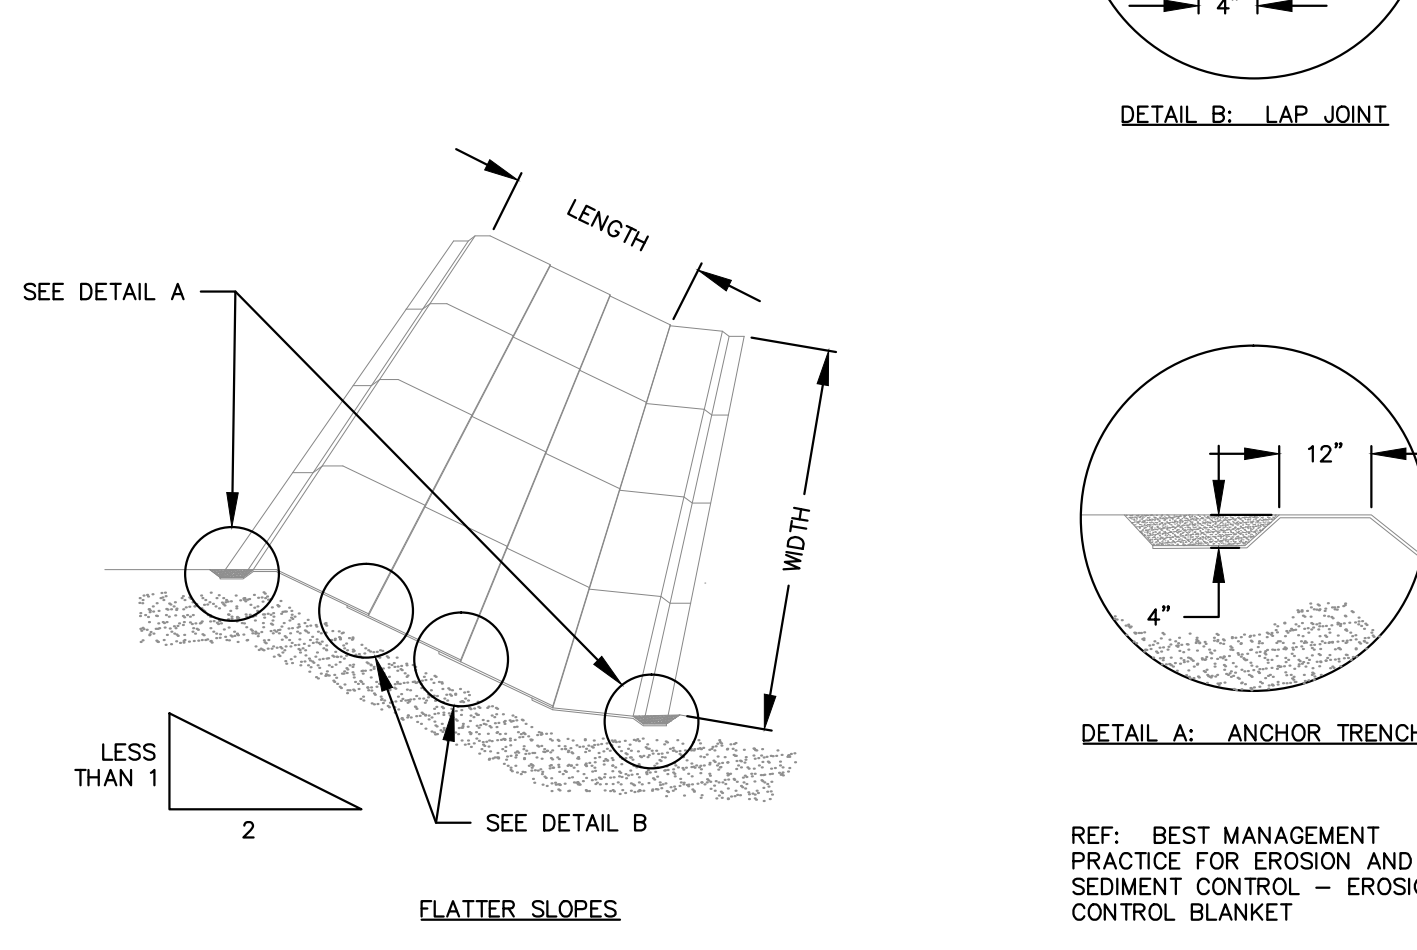 4"
DETAIL B: LAP JOINT
LENGTH
SEE DETAIL A
WIDTH
12"
4"
LESS
THAN 1
2
SEE DETAIL B
FLATTER SLOPES
DETAIL A: ANCHOR TRENCH
REF: BEST MANAGEMENT
PRACTICE FOR EROSION AND
SEDIMENT CONTROL – EROSIO
CONTROL BLANKET